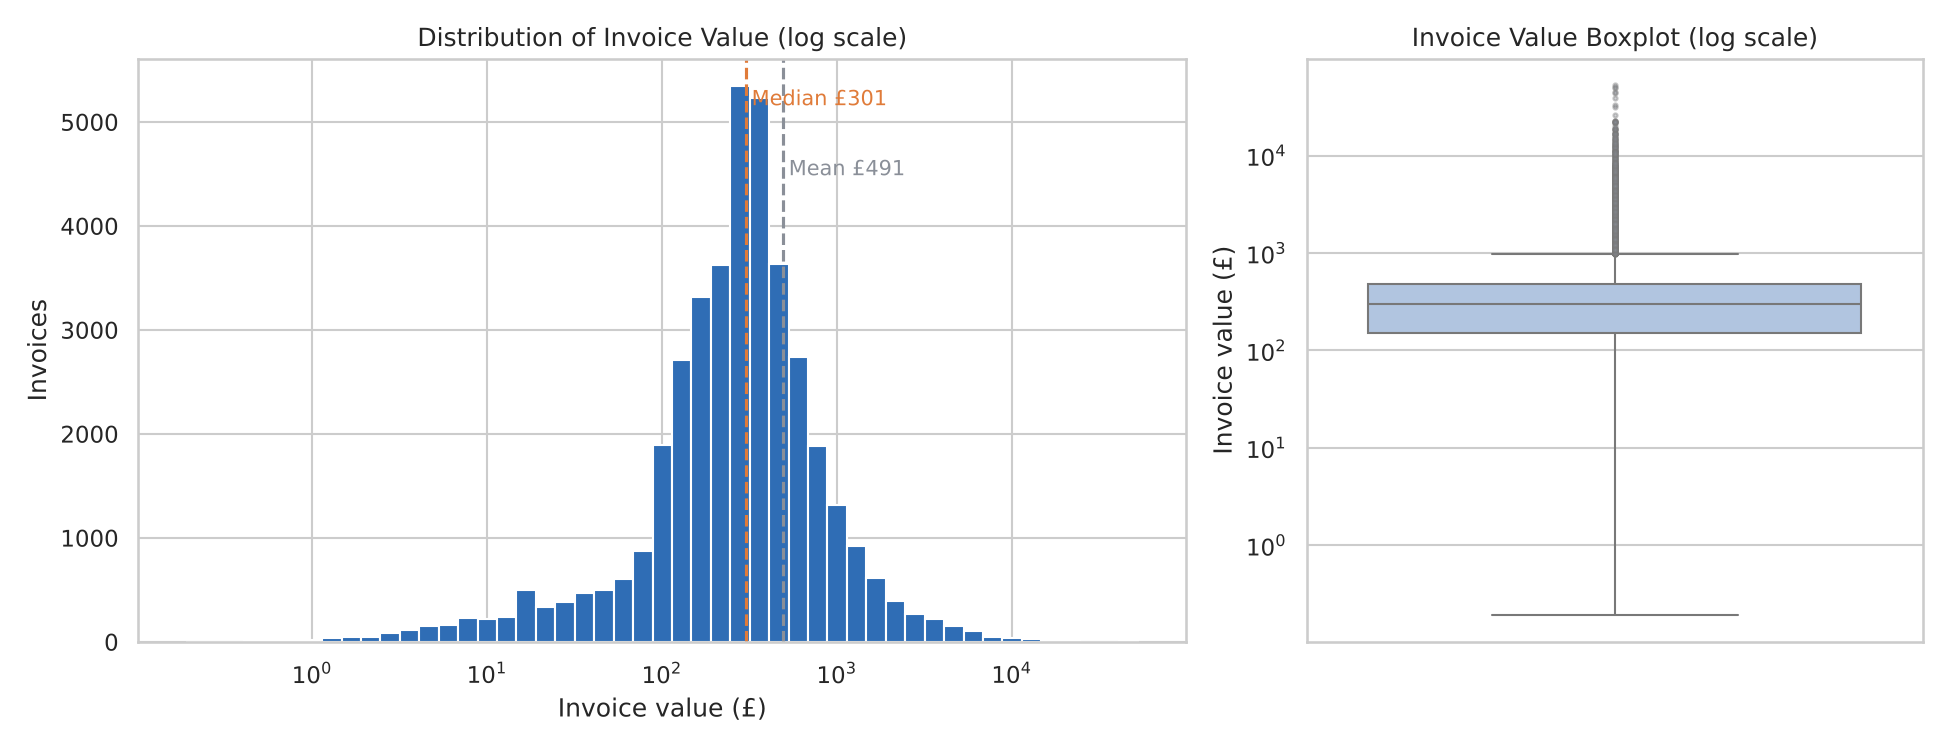 Distribution of Invoice Value (log scale)
Invoices
5000
4000
3000
2000
1000
0
Median £301
Mean £491
10⁰
10¹
10²
10³
10⁴
Invoice value (£)
Invoice Value Boxplot (log scale)
Invoice value (£)
10⁴
10³
10²
10¹
10⁰